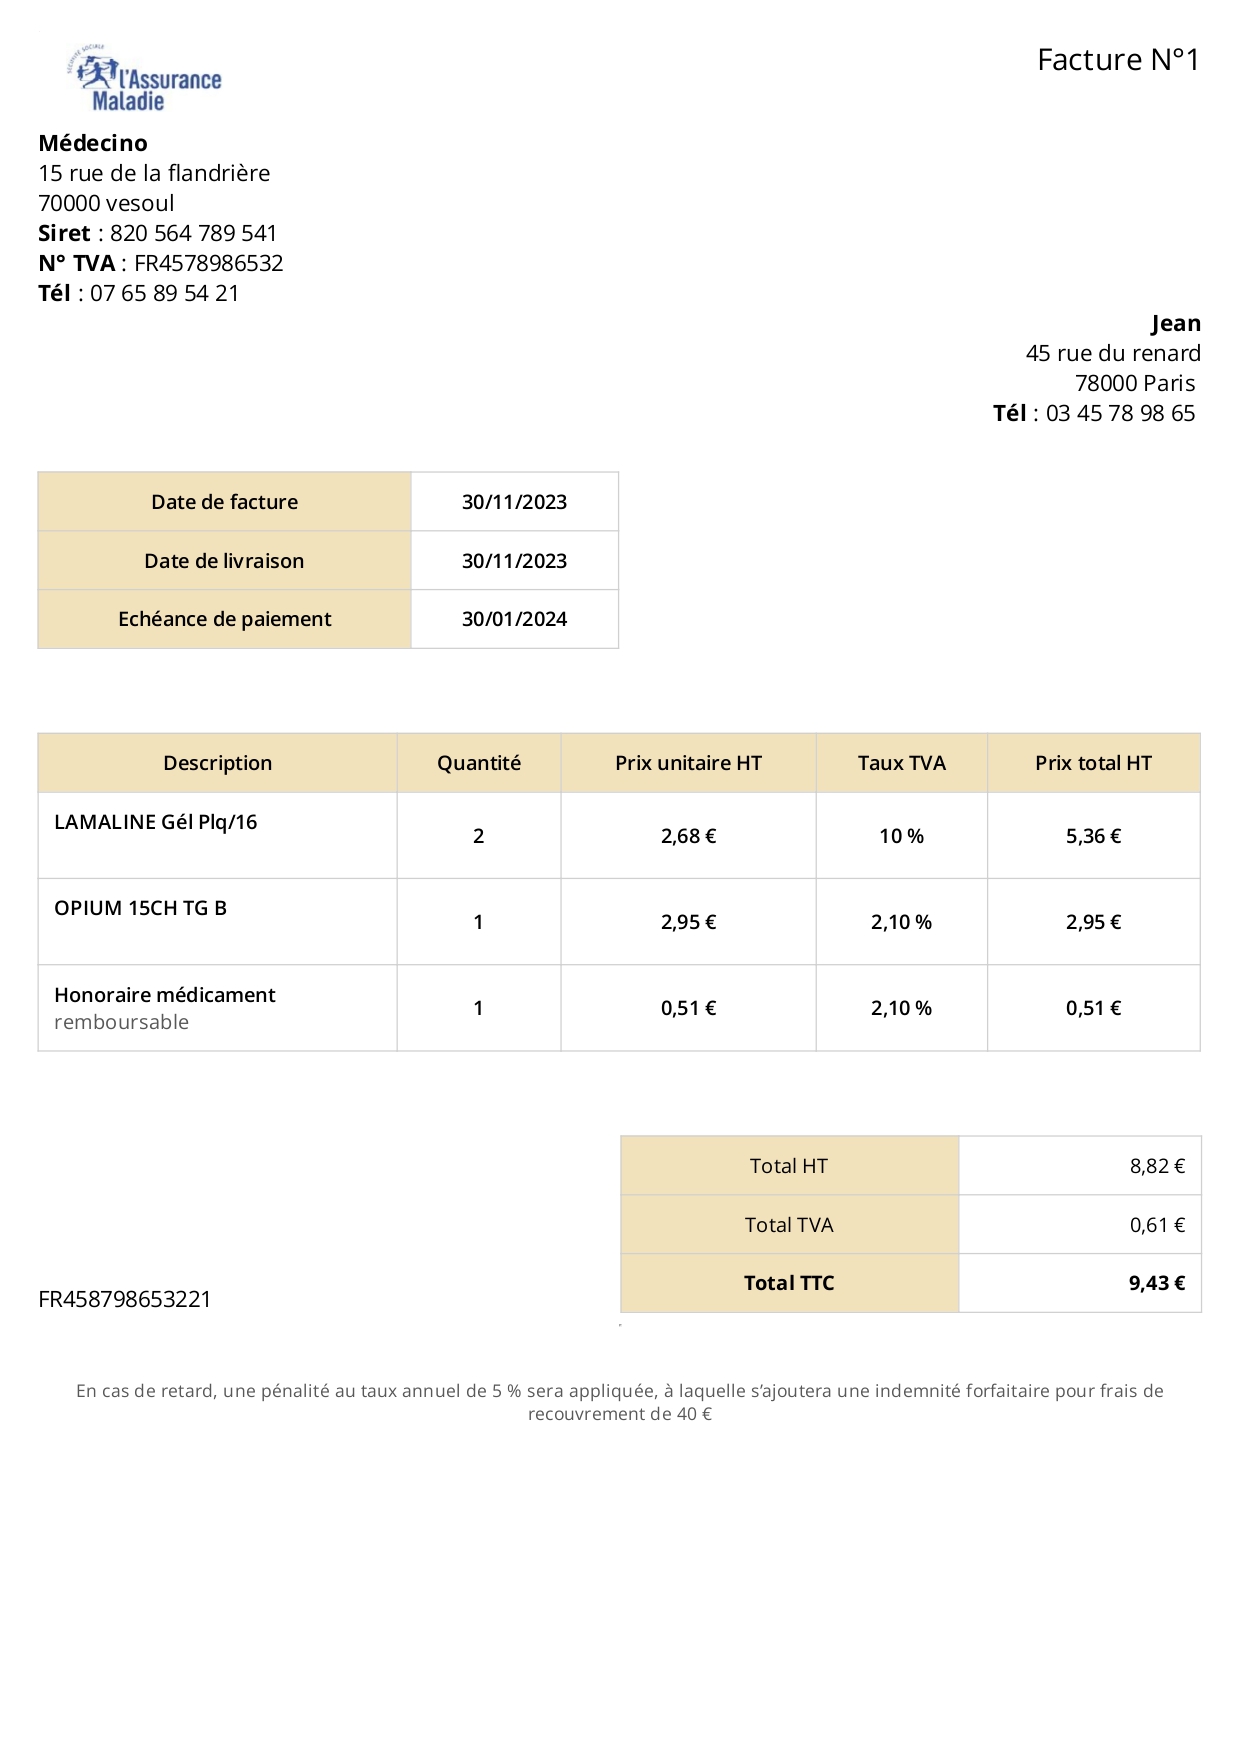 SÉCURITÉ SOCIALE
l'Assurance
Maladie
Facture N°1
Médecino
15 rue de la flandrière
70000 vesoul
Siret : 820 564 789 541
N° TVA : FR4578986532
Tél : 07 65 89 54 21
Jean
45 rue du renard
78000 Paris
Tél : 03 45 78 98 65
Date de facture 30/11/2023
Date de livraison 30/11/2023
Echéance de paiement 30/01/2024
Description Quantité Prix unitaire HT Taux TVA Prix total HT
LAMALINE Gél Plq/16 2 2,68 € 10 % 5,36 €
OPIUM 15CH TG B 1 2,95 € 2,10 % 2,95 €
Honoraire médicament 1 0,51 € 2,10 % 0,51 €
remboursable
Total HT 8,82 €
Total TVA 0,61 €
Total TTC 9,43 €
FR458798653221
En cas de retard, une pénalité au taux annuel de 5 % sera appliquée, à laquelle s’ajoutera une indemnité forfaitaire pour frais de
recouvrement de 40 €